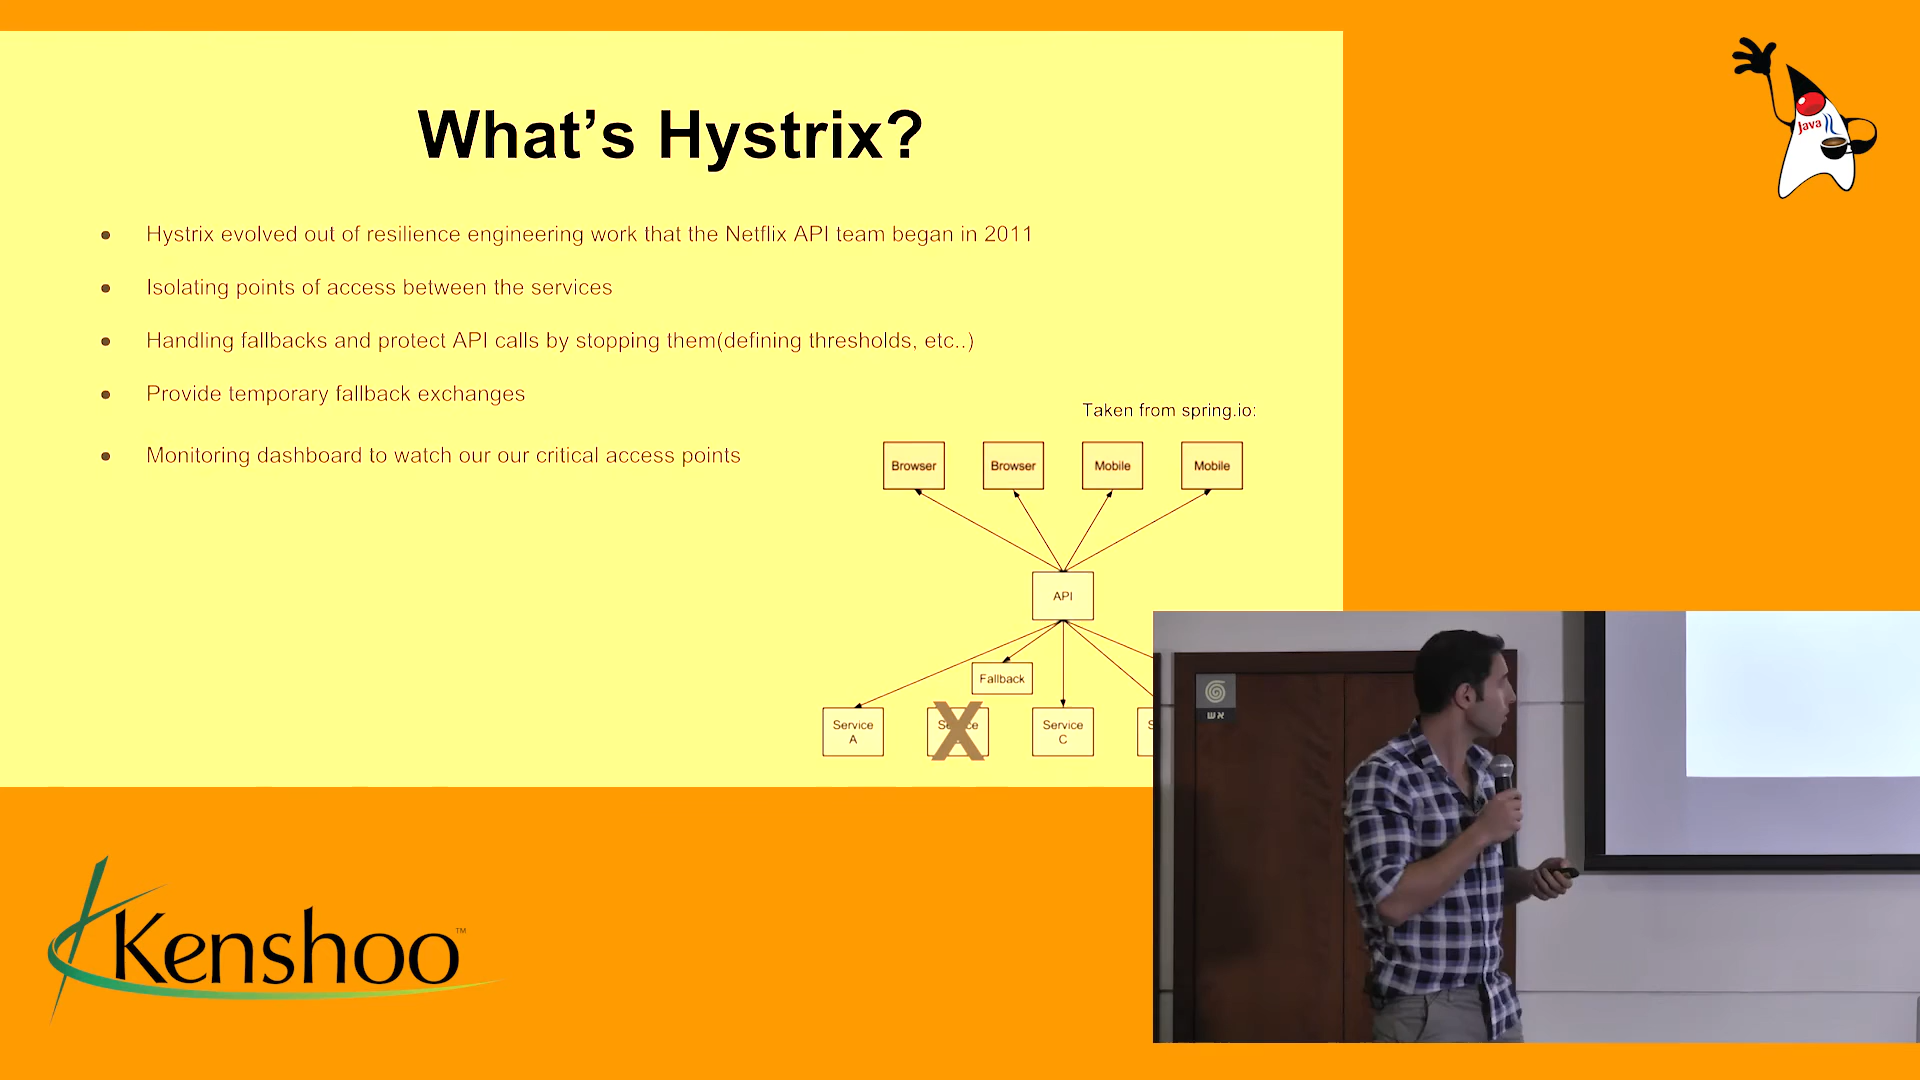 What's Hystrix?
Java
Hystrix evolved out of resilience engineering work that the Netflix API team began in 2011
Isolating points of access between the services
Handling fallbacks and protect API calls by stopping them(defining thresholds, etc..)
Provide temporary fallback exchanges
Monitoring dashboard to watch our our critical access points
Taken from spring.io:
Browser
Browser
Mobile
Mobile
API
Fallback
Service
A
Service
C
אש
Kenshoo™